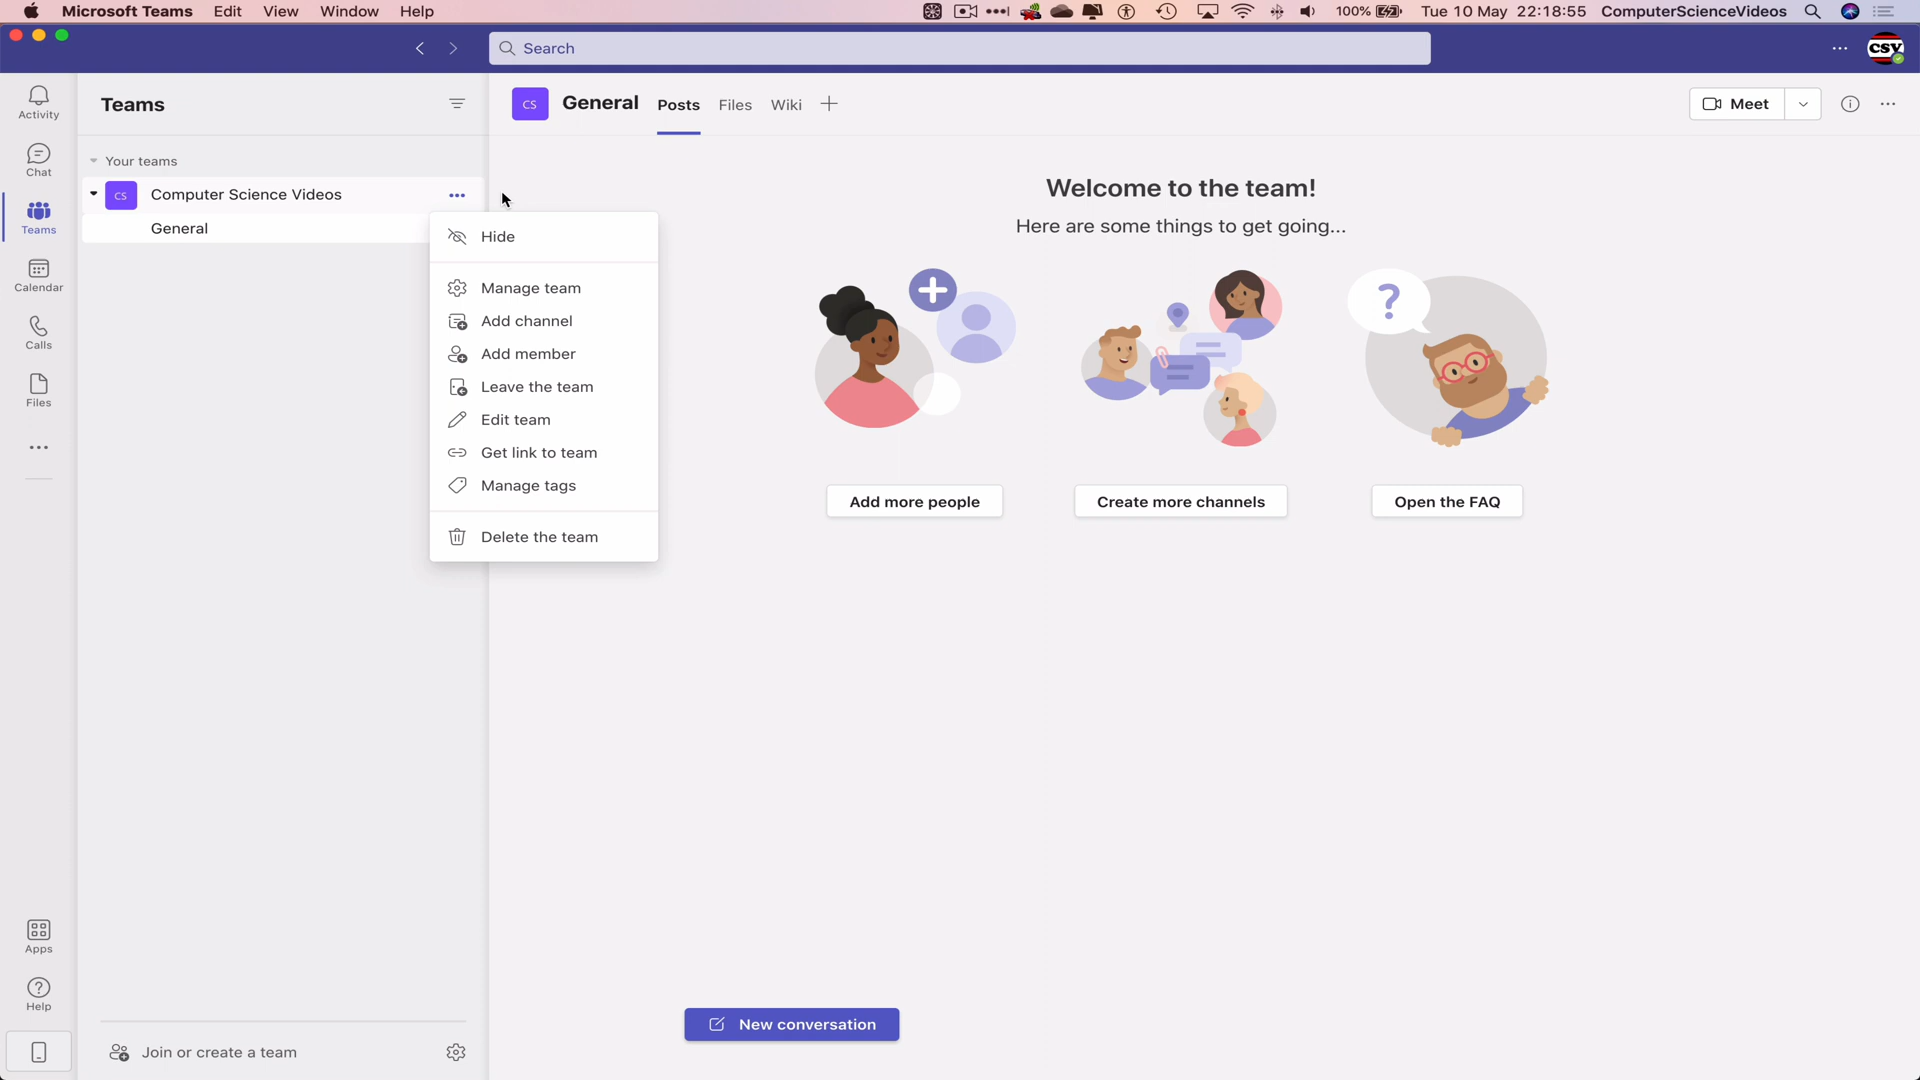 Microsoft Teams Edit View Window Help 100% Tue 10 May 22:18:55 ComputerScienceVideos
Search
csv
Activity
Chat
Teams
Calendar
Calls
Files
Apps
Help
Teams
Your teams
CS Computer Science Videos
General
Hide
Manage team
Add channel
Add member
Leave the team
Edit team
Get link to team
Manage tags
Delete the team
Join or create a team
CS General Posts Files Wiki
Meet
Welcome to the team!
Here are some things to get going...
?
Add more people Create more channels Open the FAQ
New conversation